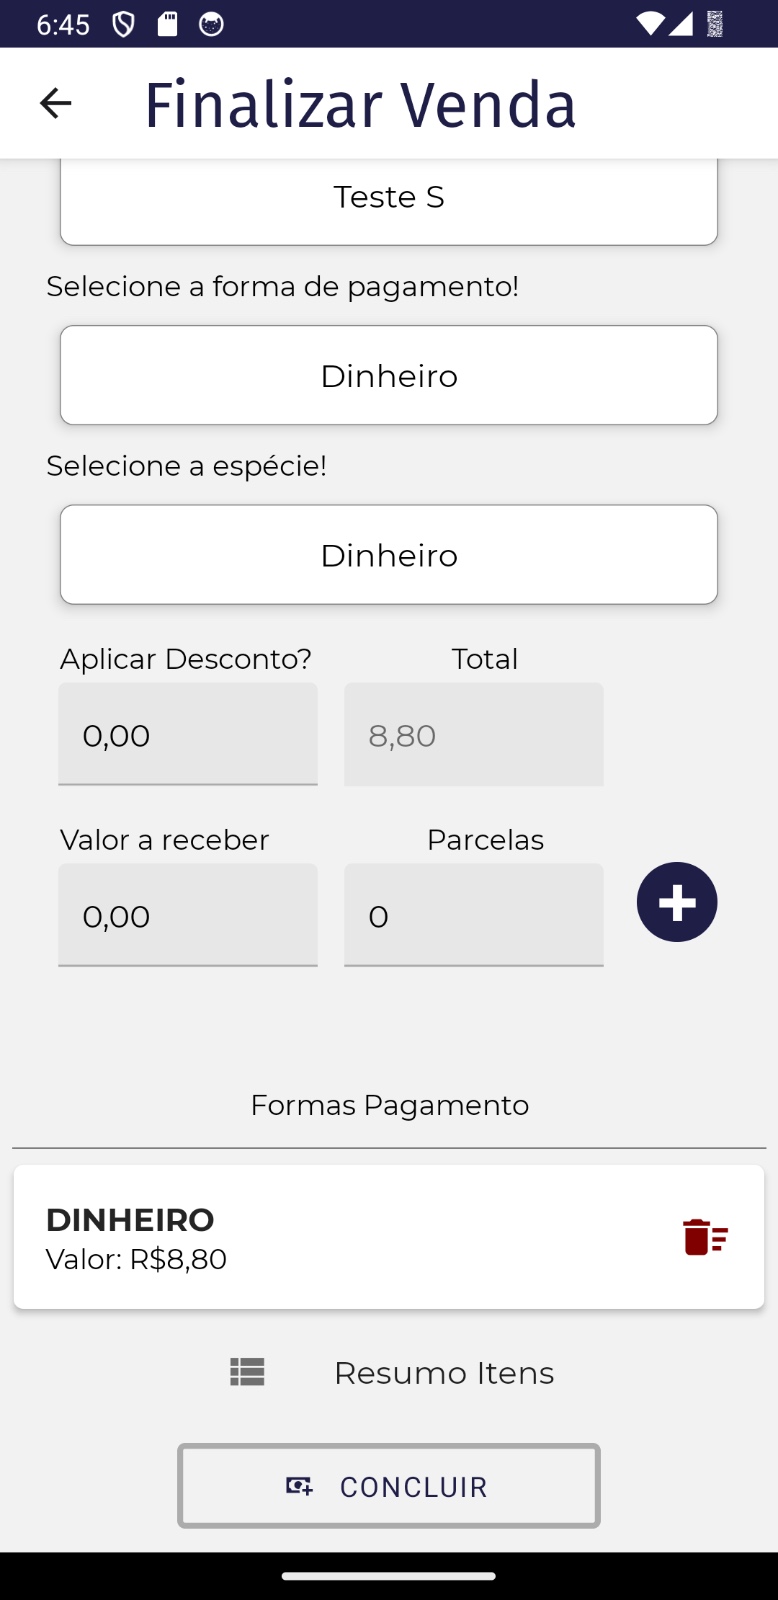 6:45
Finalizar Venda
Teste S
Selecione a forma de pagamento!
Dinheiro
Selecione a espécie!
Dinheiro
Aplicar Desconto? Total
0,00 8,80
Valor a receber Parcelas
0,00 0
Formas Pagamento
DINHEIRO
Valor: R$8,80
Resumo Itens
CONCLUIR